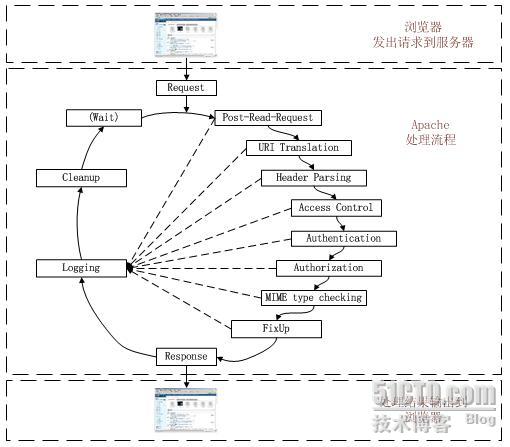 浏览器
发出请求到服务器
Request
Apache
处理流程
(Wait)
Post-Read-Request
URI Translation
Header Parsing
Cleanup
Access Control
Authentication
Logging
Authorization
MIME type checking
FixUp
Response
51CTO.com
处理结果输出到
浏览器
技术博客 Blog